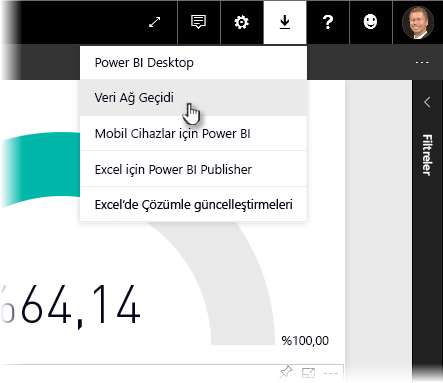 Power BI Desktop
Veri Ağ Geçidi
Mobil Cihazlar için Power BI
Excel için Power BI Publisher
Excel'de Çözümle güncelleştirmeleri
Filtreler
%64,14
%100,00